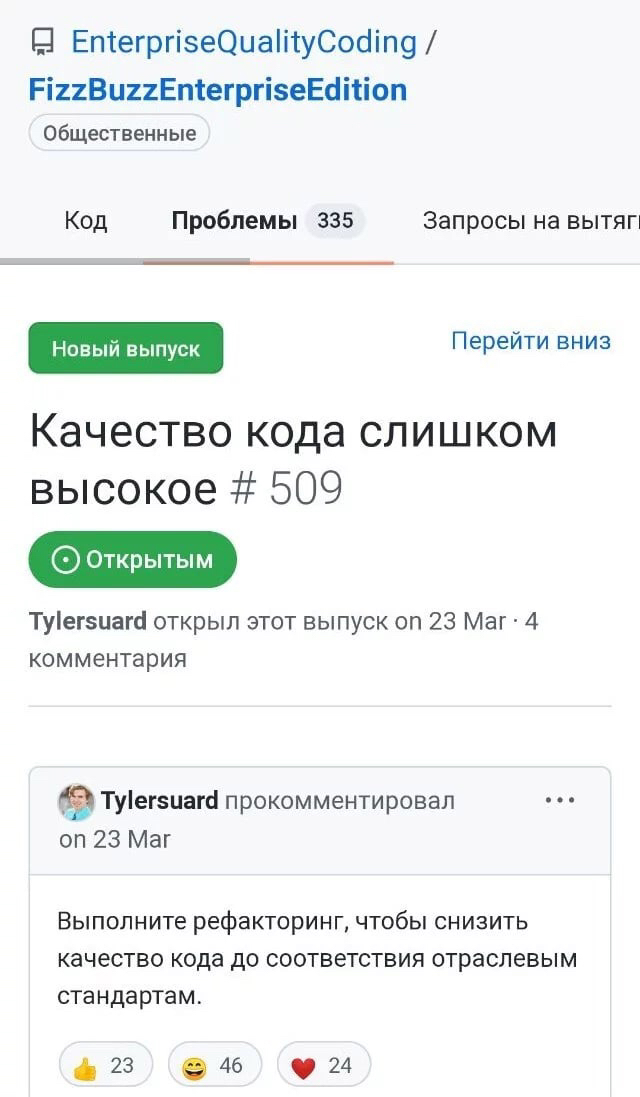 EnterpriseQualityCoding /
FizzBuzzEnterpriseEdition
Общественные
Код Проблемы 335 Запросы на вытяг
Новый выпуск Перейти вниз
Качество кода слишком
высокое # 509
Открытым
Tylersuard открыл этот выпуск on 23 Mar · 4
комментария
Tylersuard прокомментировал ...
on 23 Mar
Выполните рефакторинг, чтобы снизить
качество кода до соответствия отраслевым
стандартам.
👍 23 😄 46 ❤️ 24